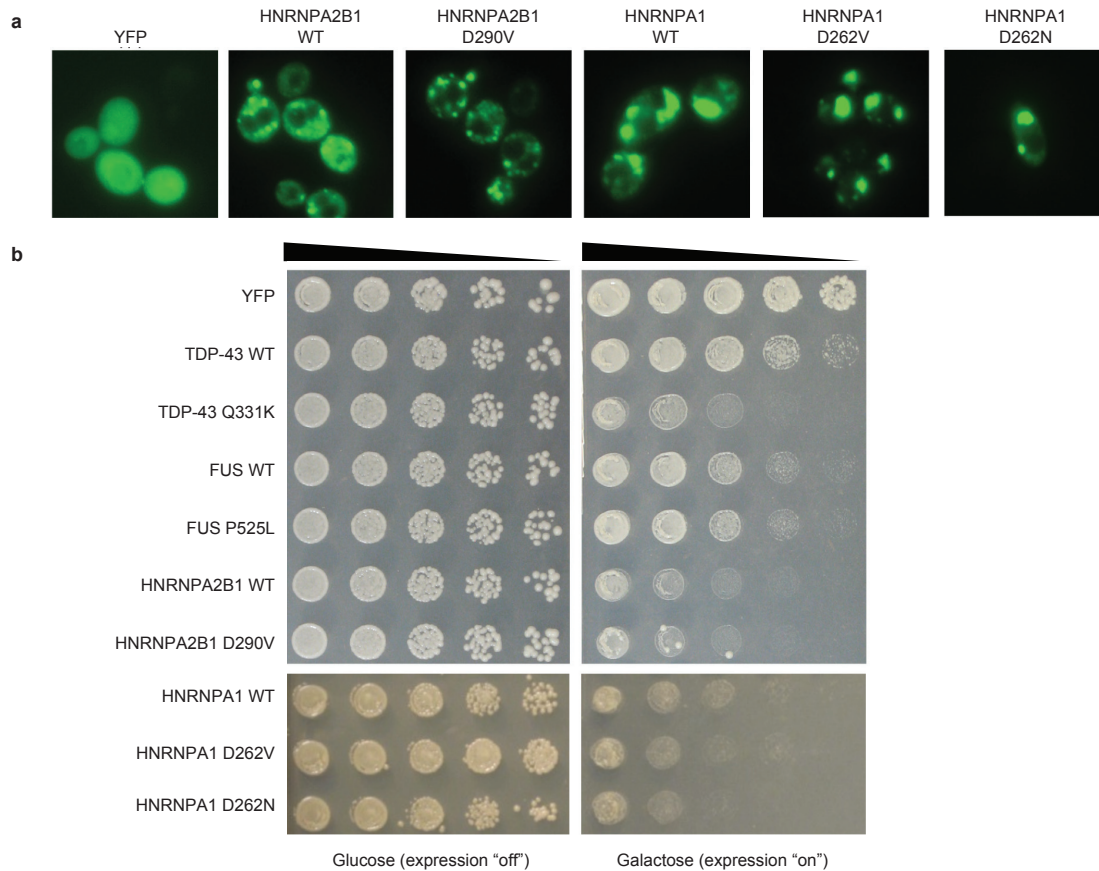 a
YFP
HNRNPA2B1
WT
HNRNPA2B1
D290V
HNRNPA1
WT
HNRNPA1
D262V
HNRNPA1
D262N
b
YFP
TDP-43 WT
TDP-43 Q331K
FUS WT
FUS P525L
HNRNPA2B1 WT
HNRNPA2B1 D290V
HNRNPA1 WT
HNRNPA1 D262V
HNRNPA1 D262N
Glucose (expression “off”)
Galactose (expression “on”)